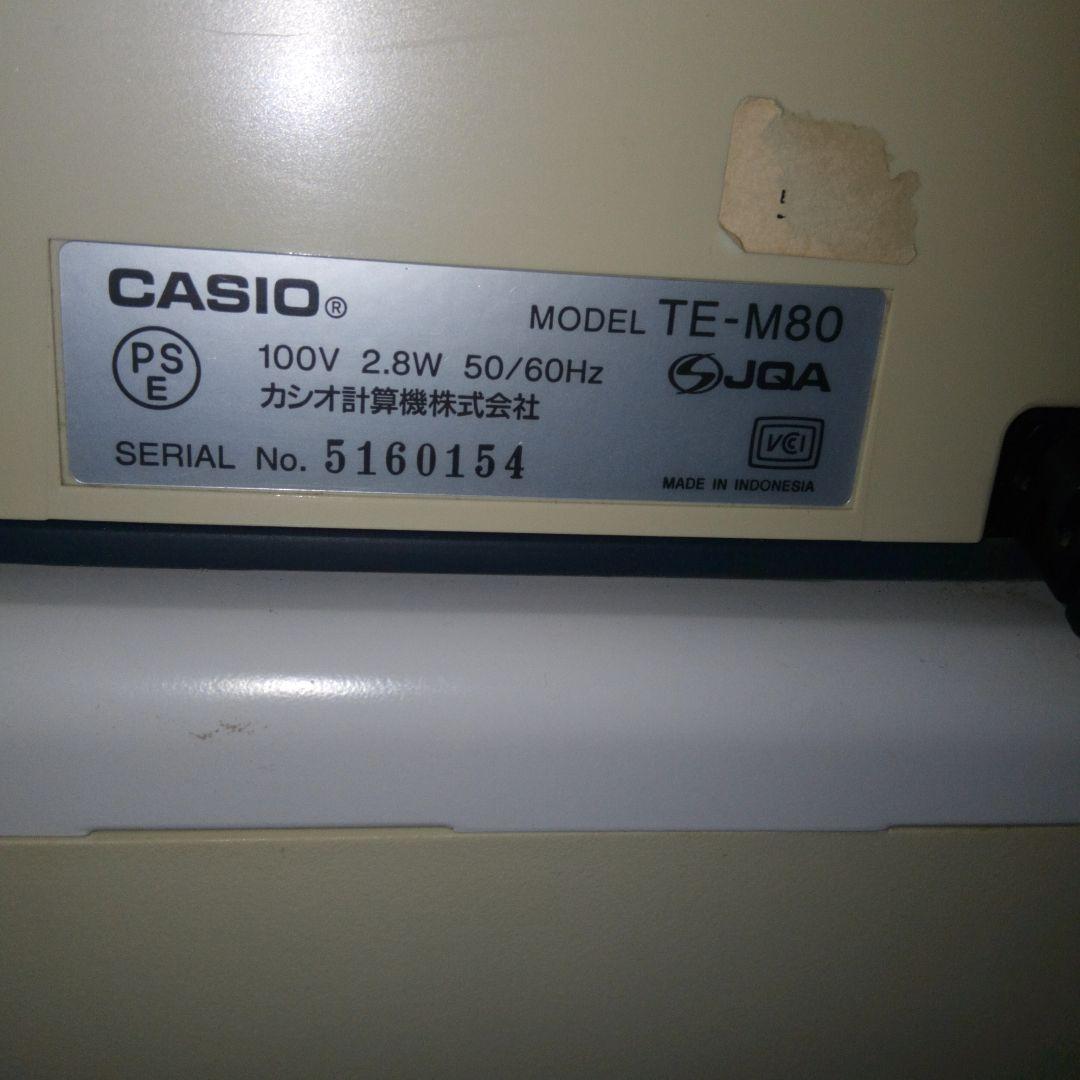 CASIO®
MODEL TE-M80
PS
E
100V 2.8W 50/60Hz
JQA
カシオ計算機株式会社
VCCI
SERIAL No. 5160154
MADE IN INDONESIA